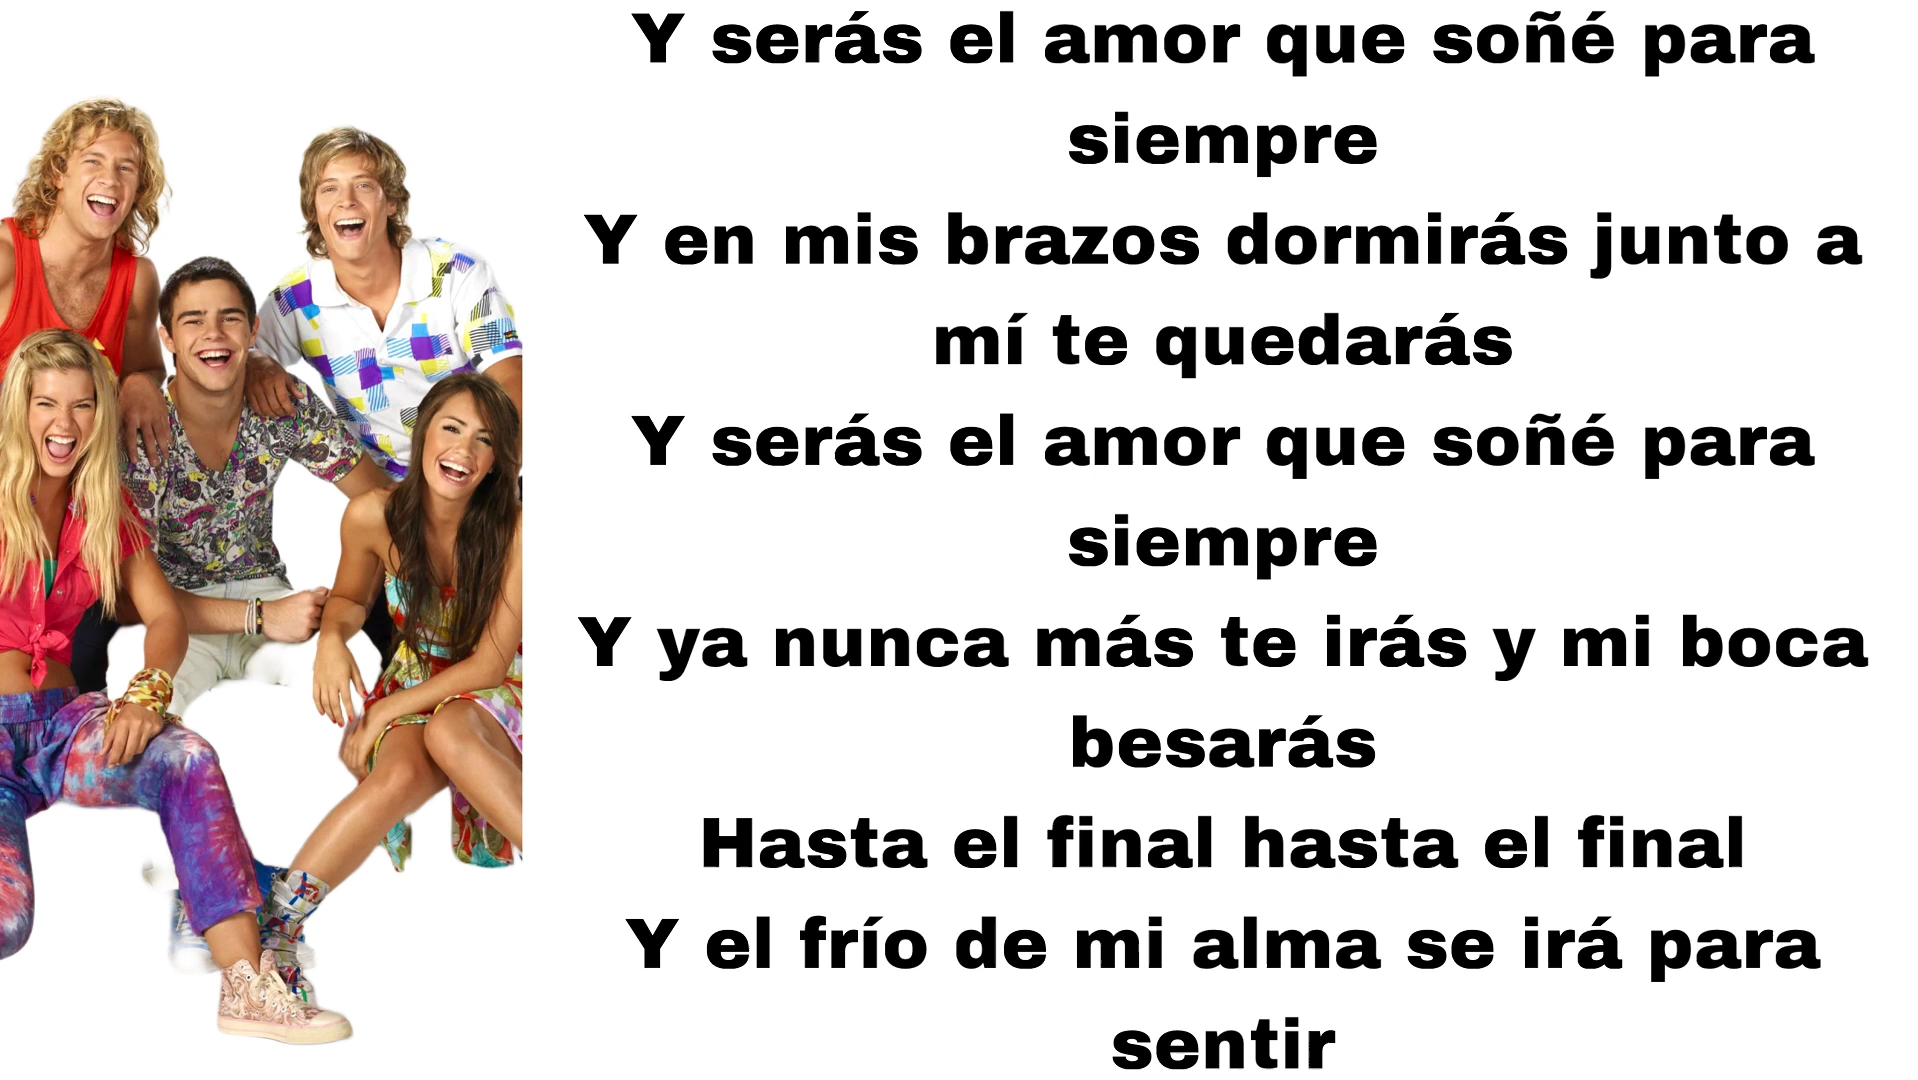 Y serás el amor que soñé para
siempre
Y en mis brazos dormirás junto a
mí te quedarás
Y serás el amor que soñé para
siempre
Y ya nunca más te irás y mi boca
besarás
Hasta el final hasta el final
Y el frío de mi alma se irá para
sentir